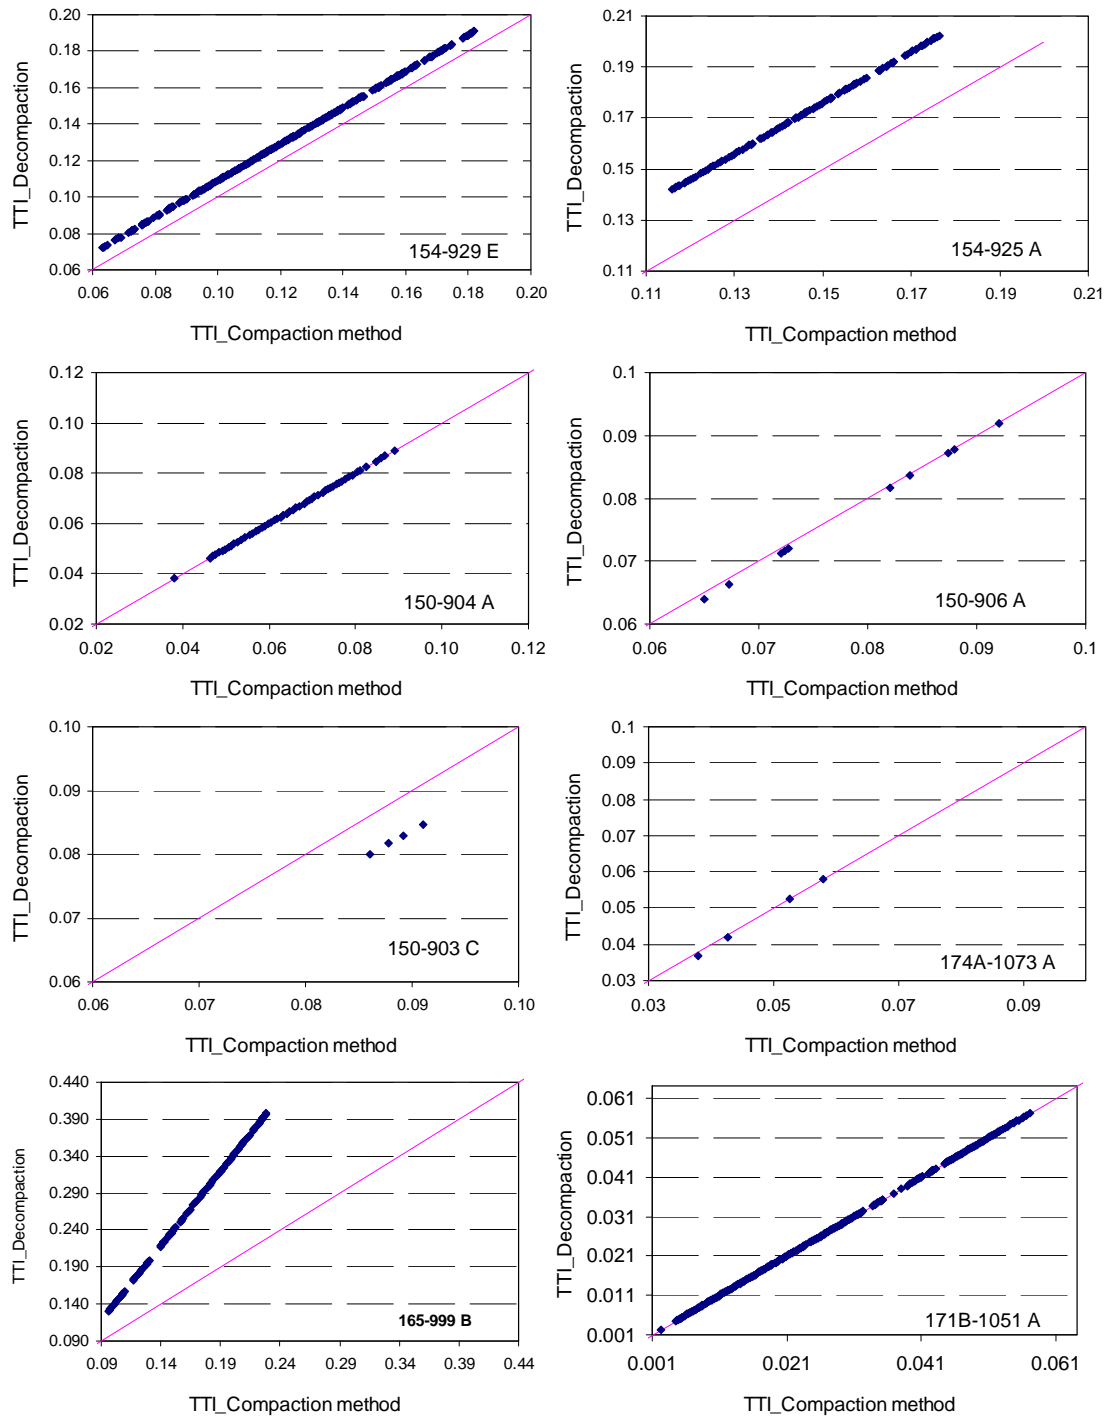 0.20
0.18
0.16
0.14
0.12
0.10
0.08
0.06
TTI_Decompaction
154-929 E
0.06 0.08 0.10 0.12 0.14 0.16 0.18 0.20
TTI_Compaction method
0.21
0.19
0.17
0.15
0.13
0.11
TTI_Decompaction
154-925 A
0.11 0.13 0.15 0.17 0.19 0.21
TTI_Compaction method
0.12
0.10
0.08
0.06
0.04
0.02
TTI_Decompaction
150-904 A
0.02 0.04 0.06 0.08 0.10 0.12
TTI_Compaction method
0.1
0.09
0.08
0.07
0.06
TTI_Decompaction
150-906 A
0.06 0.07 0.08 0.09 0.1
TTI_Compaction method
0.10
0.09
0.08
0.07
0.06
TTI_Decompaction
150-903 C
0.06 0.07 0.08 0.09 0.10
TTI_Compaction method
0.1
0.09
0.08
0.07
0.06
0.05
0.04
0.03
TTI_Decompaction
174A-1073 A
0.03 0.05 0.07 0.09
TTI_Compaction method
0.440
0.390
0.340
0.290
0.240
0.190
0.140
0.090
TTI_Decompaction
165-999 B
0.09 0.14 0.19 0.24 0.29 0.34 0.39 0.44
TTI_Compaction method
0.061
0.051
0.041
0.031
0.021
0.011
0.001
TTI_Decompaction
171B-1051 A
0.001 0.021 0.041 0.061
TTI_Compaction method